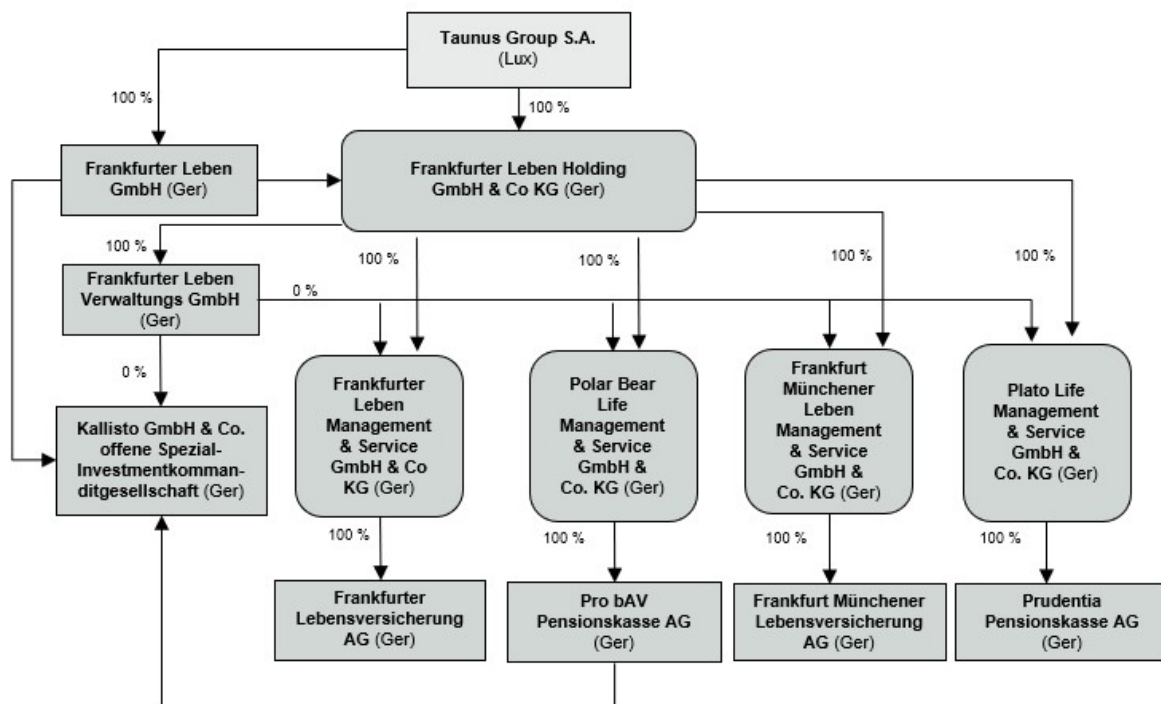 Taunus Group S.A.
(Lux)
100 %
100 %
Frankfurter Leben
GmbH (Ger)
Frankfurter Leben Holding
GmbH & Co KG (Ger)
100 %
100 %
100 %
100 %
100 %
Frankfurter Leben
Verwaltungs GmbH
(Ger)
0 %
0 %
Kallisto GmbH & Co.
offene Spezial-
Investmentkomman-
ditgesellschaft (Ger)
Frankfurter
Leben
Management
& Service
GmbH & Co
KG (Ger)
Polar Bear
Life
Management
& Service
GmbH &
Co. KG (Ger)
Frankfurt
Münchener
Leben
Management
& Service
GmbH &
Co. KG (Ger)
Plato Life
Management
& Service
GmbH &
Co. KG (Ger)
100 %
100 %
100 %
100 %
Frankfurter
Lebensversicherung
AG (Ger)
Pro bAV
Pensionskasse AG
(Ger)
Frankfurt Münchener
Lebensversicherung
AG (Ger)
Prudentia
Pensionskasse AG
(Ger)